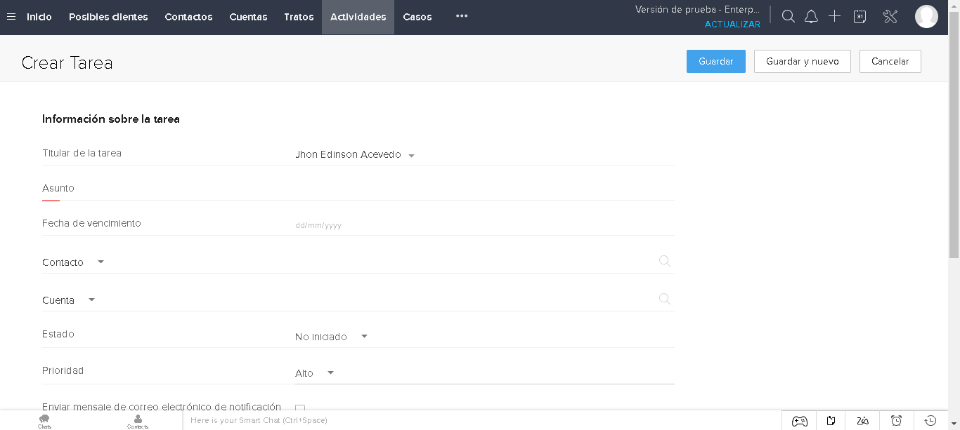 Inicio Posibles clientes Contactos Cuentas Tratos Actividades Casos ••• Versión de prueba - Enterp...
ACTUALIZAR
Crear Tarea Guardar Guardar y nuevo Cancelar
Información sobre la tarea
Titular de la tarea Jhon Edinson Acevedo
Asunto
Fecha de vencimiento dd/mm/yyyy
Contacto
Cuenta
Estado No iniciado
Prioridad Alto
Enviar mensaje de correo electrónico de notificación
Chats Contacts Here is your Smart Chat (Ctrl+Space)